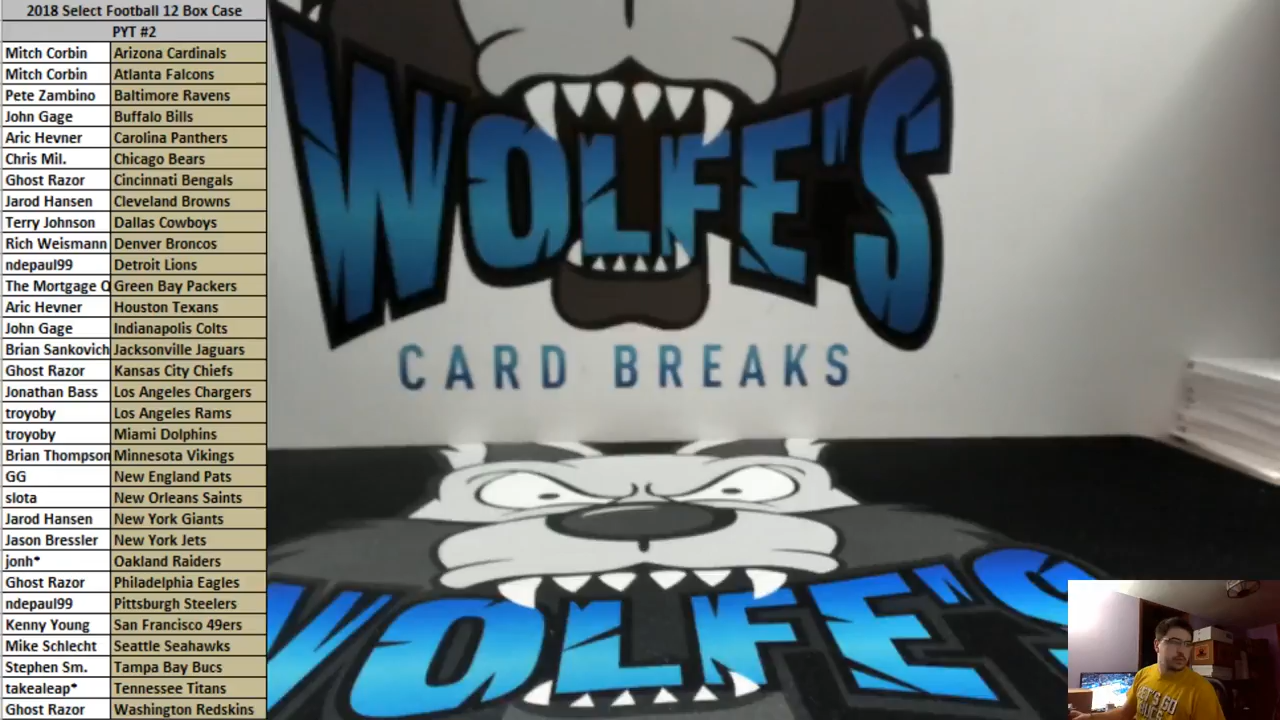 2018 Select Football 12 Box Case
PYT #2
Mitch Corbin Arizona Cardinals
Mitch Corbin Atlanta Falcons
Pete Zambino Baltimore Ravens
John Gage Buffalo Bills
Aric Hevner Carolina Panthers
Chris Mil. Chicago Bears
Ghost Razor Cincinnati Bengals
Jarod Hansen Cleveland Browns
Terry Johnson Dallas Cowboys
Rich Weismann Denver Broncos
ndepaul99 Detroit Lions
The Mortgage Q Green Bay Packers
Aric Hevner Houston Texans
John Gage Indianapolis Colts
Brian Sankovich Jacksonville Jaguars
Ghost Razor Kansas City Chiefs
Jonathan Bass Los Angeles Chargers
troyoby Los Angeles Rams
troyoby Miami Dolphins
Brian Thompson Minnesota Vikings
GG New England Pats
slota New Orleans Saints
Jarod Hansen New York Giants
Jason Bressler New York Jets
jonh* Oakland Raiders
Ghost Razor Philadelphia Eagles
ndepaul99 Pittsburgh Steelers
Kenny Young San Francisco 49ers
Mike Schlecht Seattle Seahawks
Stephen Sm. Tampa Bay Bucs
takealeap* Tennessee Titans
Ghost Razor Washington Redskins
WOLFE'S
CARD BREAKS
WOLFE'S
LET'S GO